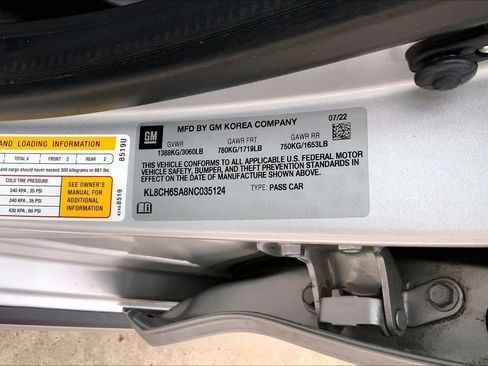 AND LOADING INFORMATION
TOTAL 4 FRONT 2 REAR 2
and cargo should never exceed 300 kilograms or 661 lbs.
COLD TIRE PRESSURE
240 KPA , 35 PSI
240 KPA , 35 PSI
420 KPA , 60 PSI
SEE OWNER'S
MANUAL FOR
ADDITIONAL
INFORMATION
8519U
42468519
GM
MFD BY GM KOREA COMPANY
07/22
GVWR
GAWR FRT
GAWR RR
1388KG/3060LB
780KG/1719LB
750KG/1653LB
THIS VEHICLE CONFORMS TO ALL APPLICABLE U.S. FEDERAL MOTOR
VEHICLE SAFETY, BUMPER, AND THEFT PREVENTION STANDARDS
IN EFFECT ON THE DATE OF MANUFACTURE SHOWN ABOVE.
KL8CH6SA8NC035124
TYPE: PASS CAR